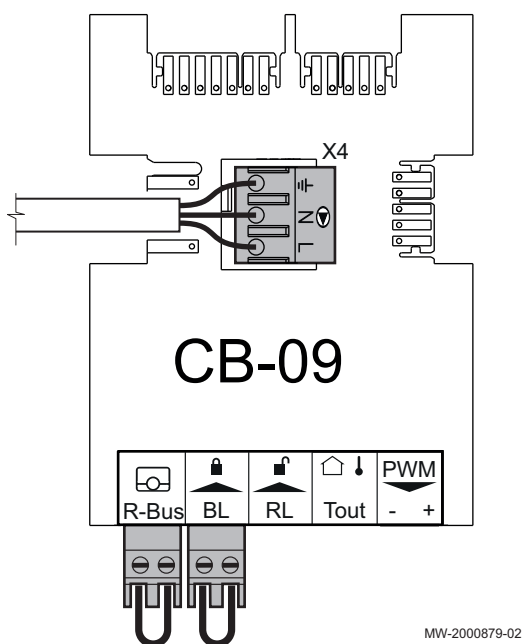 X4
N
L
CB-09
PWM
R-Bus BL RL Tout - +
MW-2000879-02